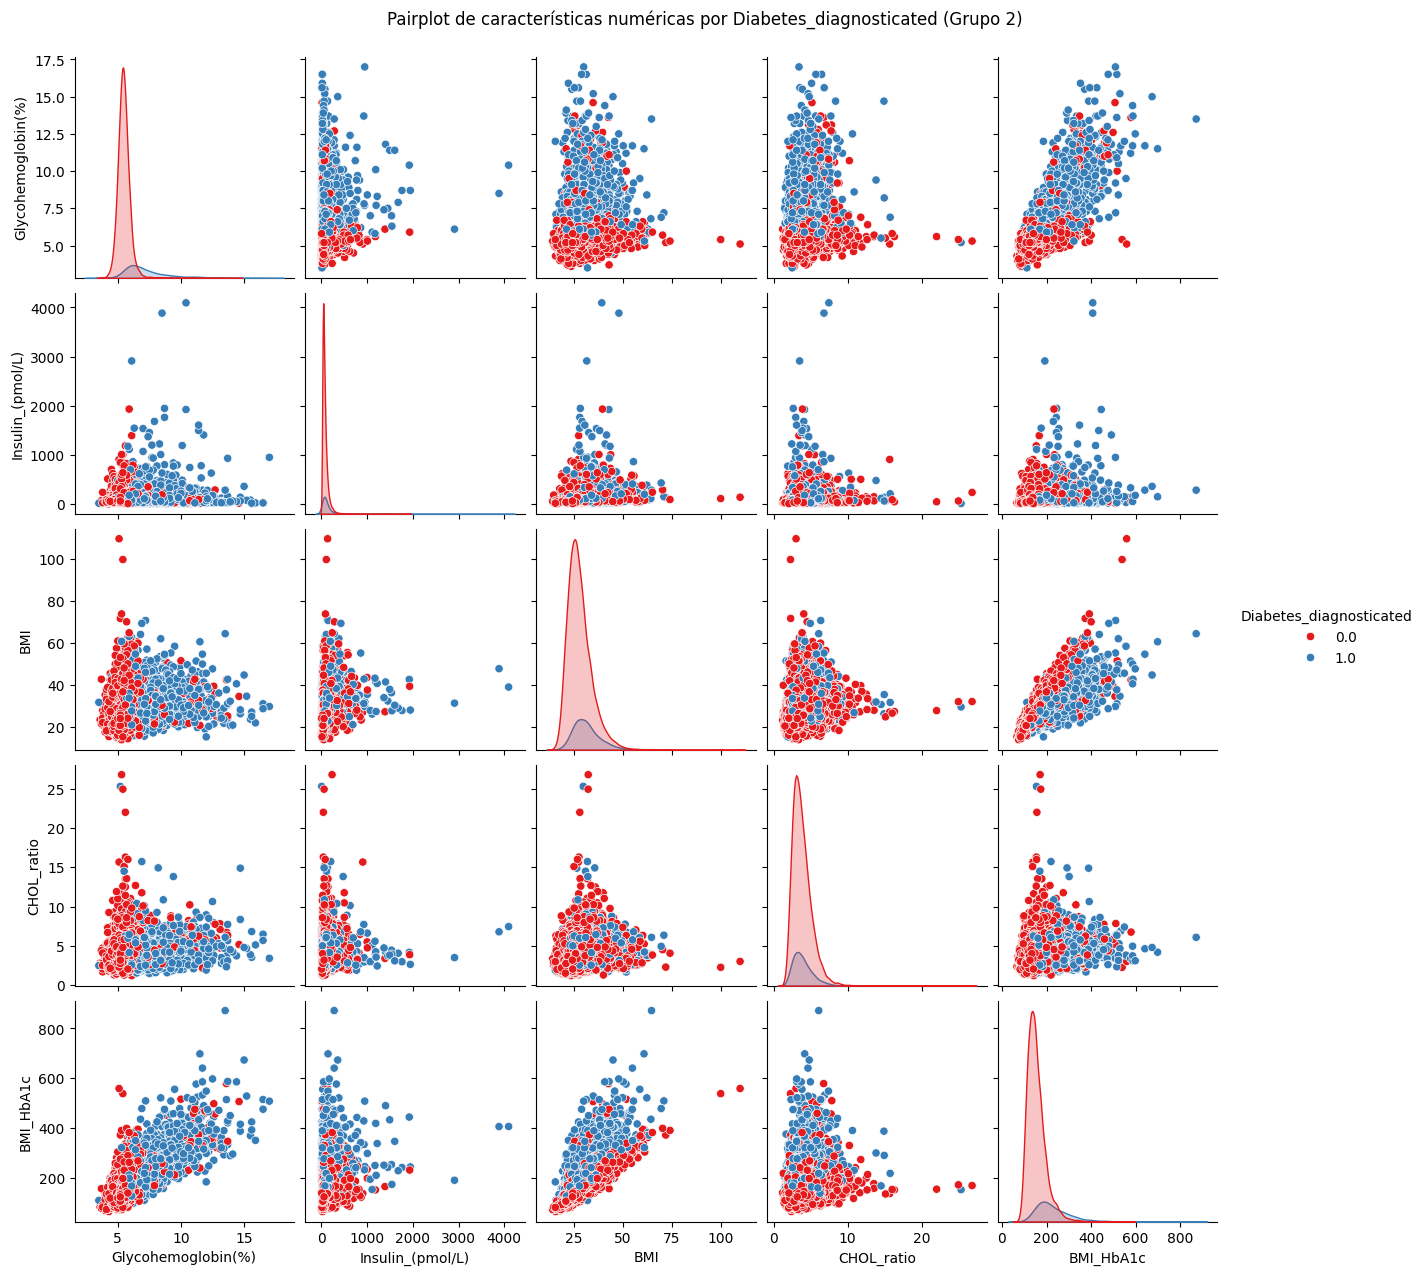 Pairplot de características numéricas por Diabetes_diagnosticated (Grupo 2)
17.5
15.0
12.5
10.0
7.5
5.0
Glycohemoglobin(%)
4000
3000
2000
1000
0
Insulin_(pmol/L)
100
80
60
40
20
BMI
Diabetes_diagnosticated
0.0
1.0
25
20
15
10
5
0
CHOL_ratio
800
600
400
200
BMI_HbA1c
5 10 15
0 1000 2000 3000 4000
25 50 75 100
0 10 20
0 200 400 600 800
Glycohemoglobin(%) Insulin_(pmol/L) BMI CHOL_ratio BMI_HbA1c